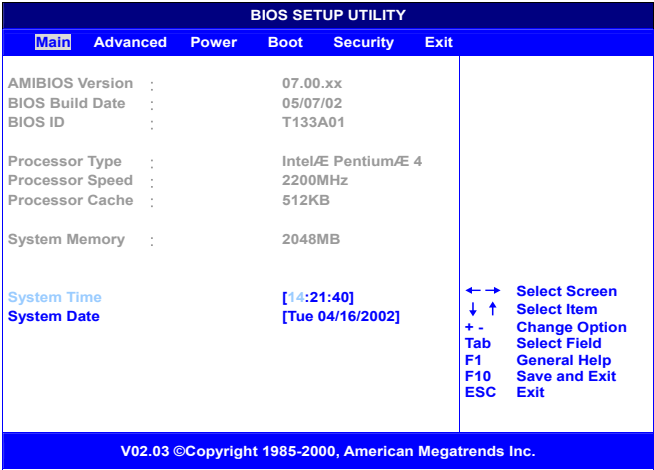 BIOS SETUP UTILITY
Main Advanced Power Boot Security Exit
AMIBIOS Version : 07.00.xx
BIOS Build Date : 05/07/02
BIOS ID : T133A01
Processor Type : IntelÆ PentiumÆ 4
Processor Speed : 2200MHz
Processor Cache : 512KB
System Memory : 2048MB
System Time [14:21:40]
System Date [Tue 04/16/2002]
← → Select Screen
↓ ↑ Select Item
+ - Change Option
Tab Select Field
F1 General Help
F10 Save and Exit
ESC Exit
V02.03 ©Copyright 1985-2000, American Megatrends Inc.